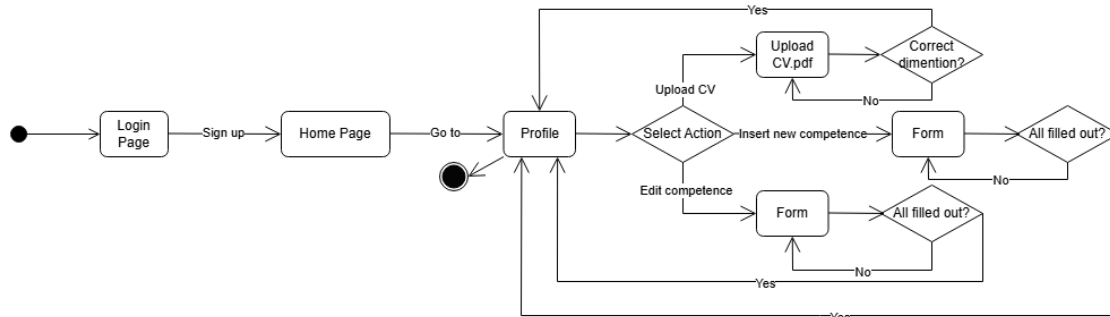 Yes
Upload
CV.pdf
Correct
dimention?
Upload CV
No
Login
Page
Sign up
Home Page
Go to
Profile
Select Action
Insert new competence
Form
All filled out?
No
Edit competence
Form
All filled out?
No
Yes
Yes